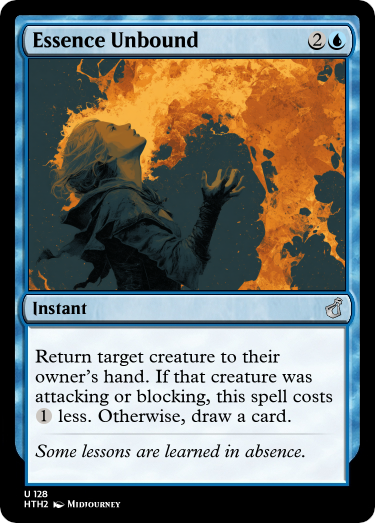 Essence Unbound 2
Instant
Return target creature to their
owner's hand. If that creature was
attacking or blocking, this spell costs
1 less. Otherwise, draw a card.
Some lessons are learned in absence.
U 128
HTH2 Midjourney